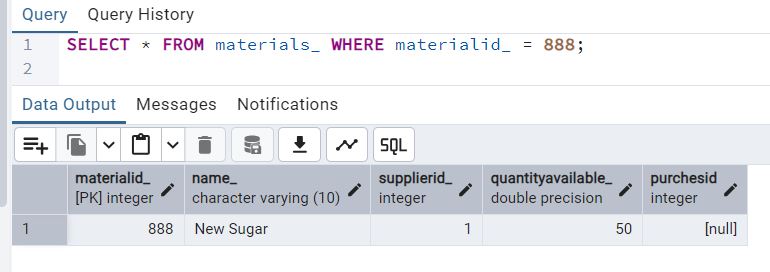 Query Query History
1 SELECT * FROM materials_ WHERE materialid_ = 888;
2
Data Output Messages Notifications
SQL
materialid_ name_ supplierid_ quantityavailable_ purchesid
[PK] integer character varying (10) integer double precision integer
1 888 New Sugar 1 50 [null]